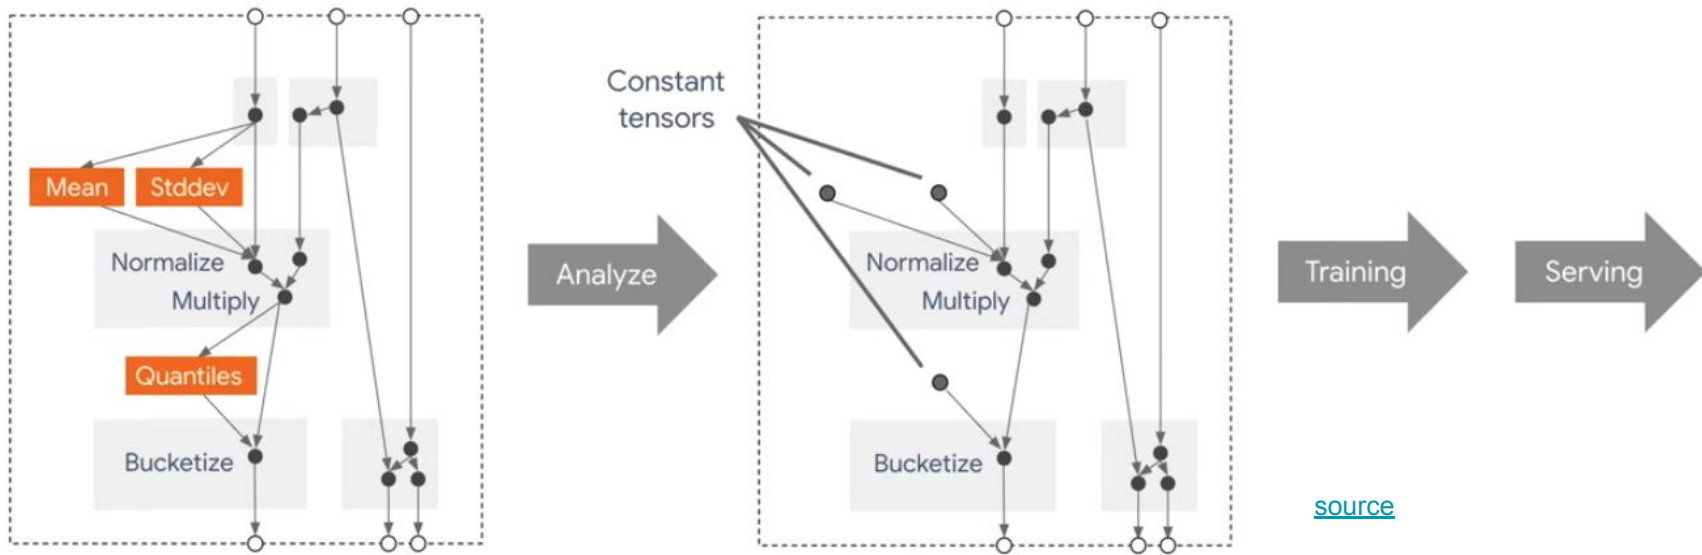 Mean
Stddev
Normalize
Multiply
Quantiles
Bucketize
Analyze
Constant
tensors
Normalize
Multiply
Bucketize
Training
Serving
source